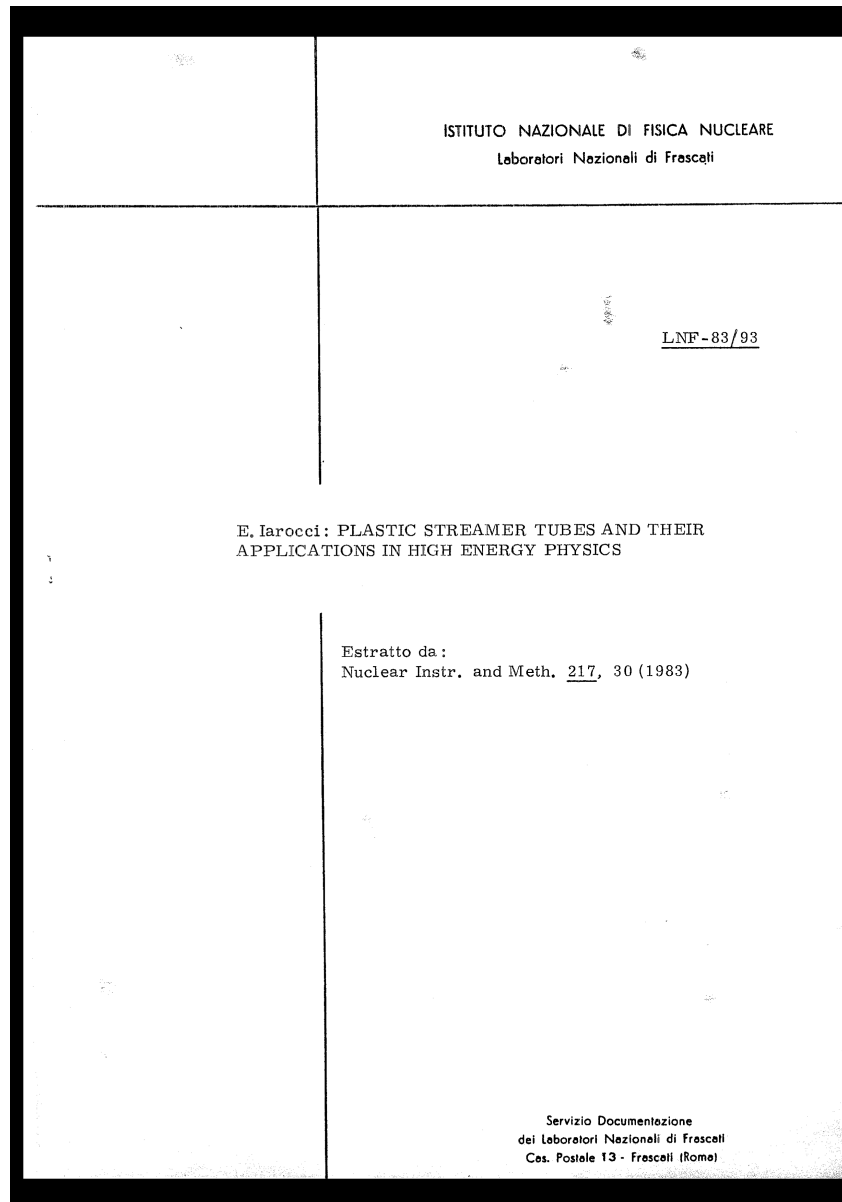 ISTITUTO NAZIONALE DI FISICA NUCLEARE
Laboratori Nazionali di Frascati
LNF-83/93
E. Iarocci: PLASTIC STREAMER TUBES AND THEIR
APPLICATIONS IN HIGH ENERGY PHYSICS
Estratto da:
Nuclear Instr. and Meth. 217, 30 (1983)
Servizio Documentazione
dei Laboratori Nazionali di Frascati
Cas. Postale 13 - Frascati (Roma)